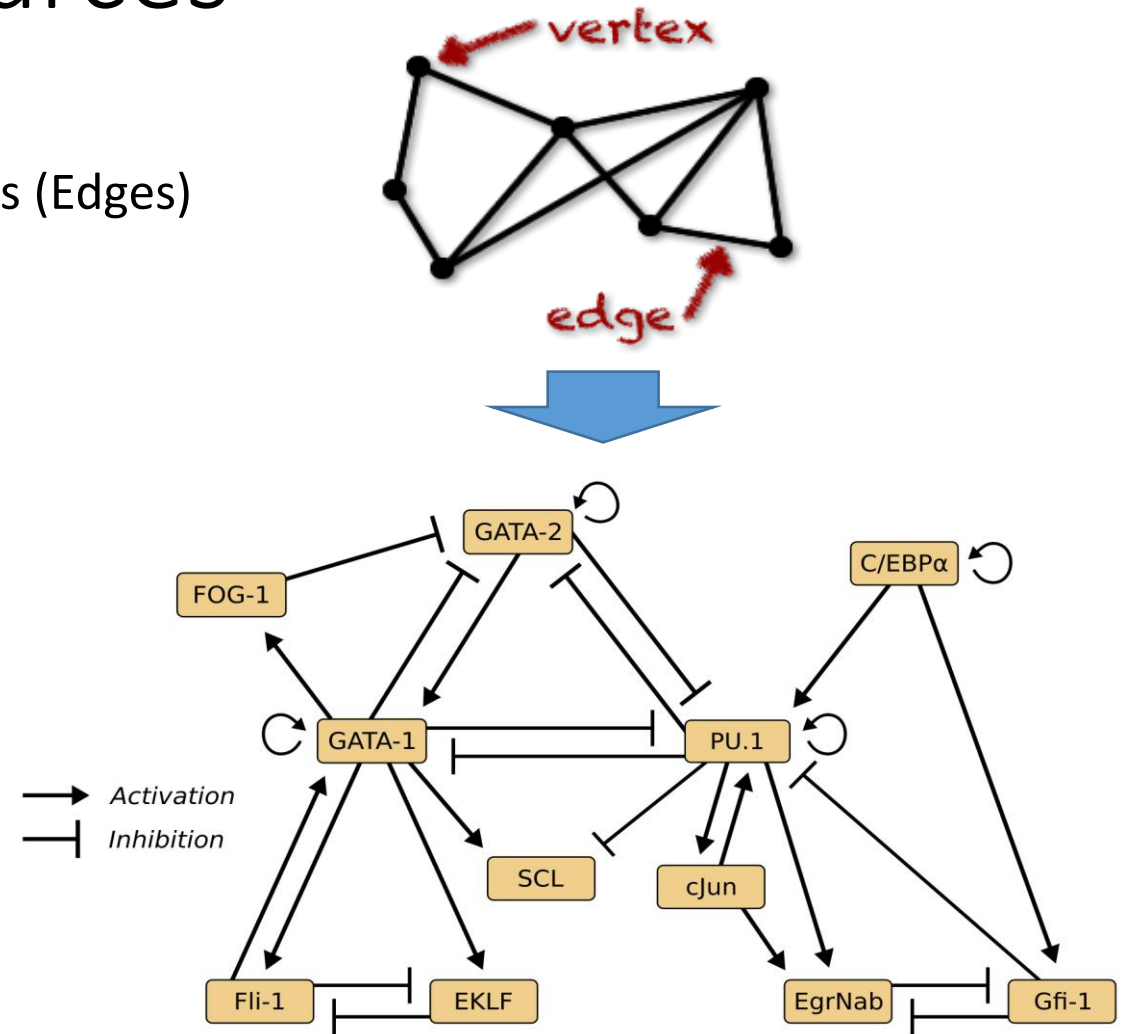 vertex
s (Edges)
edge
GATA-2
C/EBPα
FOG-1
GATA-1
PU.1
Activation
Inhibition
SCL
cJun
Fli-1
EKLF
EgrNab
Gfi-1